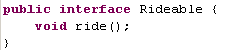 public interface Rideable {
    void ride();
}